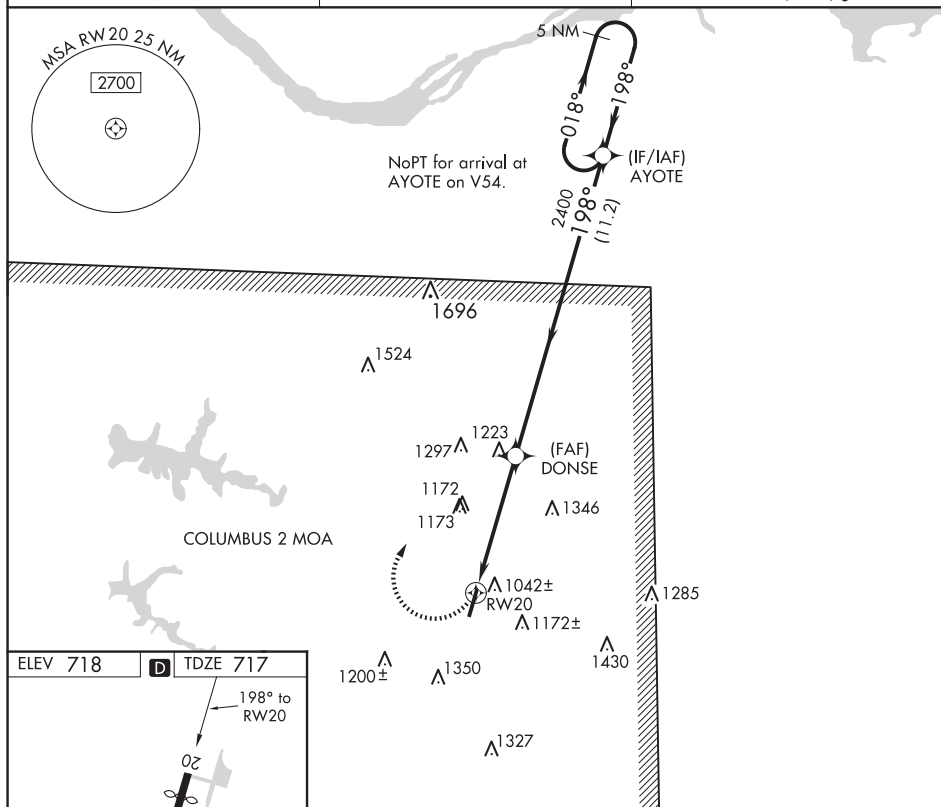 MSA RW20 25 NM
2700
5 NM
018°
198°
NoPT for arrival at
AYOTE on V54.
(IF/IAF)
AYOTE
2400
198°
(11.2)
1696
1524
1297
1223
(FAF)
DONSE
1172
1173
1346
COLUMBUS 2 MOA
1042±
RW20
1285
1172±
1430
1200±
1350
1327
ELEV 718 D TDZE 717
198° to
RW20
20